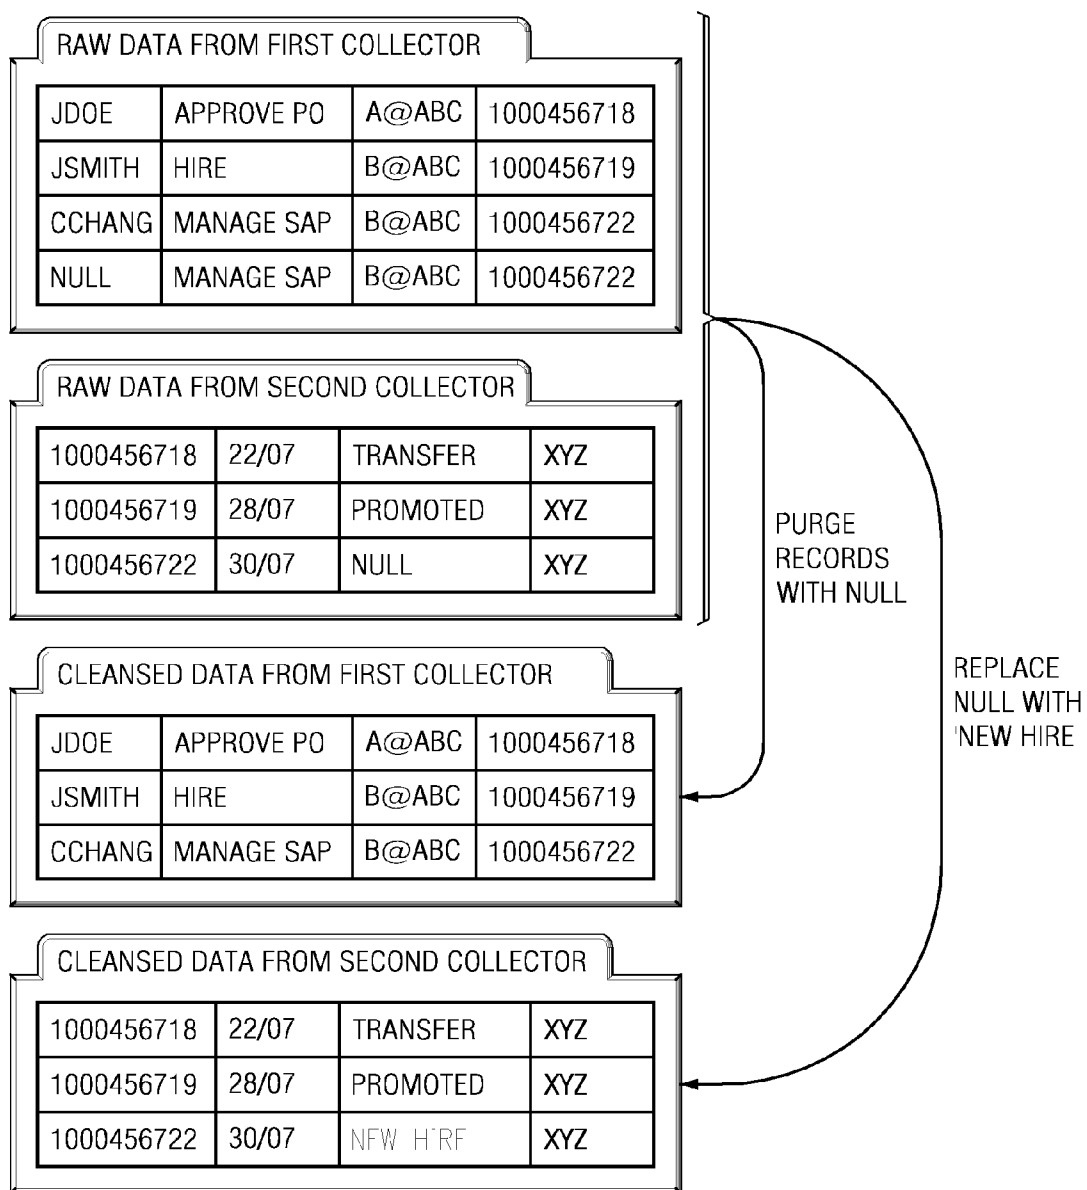 RAW DATA FROM FIRST COLLECTOR
JDOE APPROVE PO A@ABC 1000456718
JSMITH HIRE B@ABC 1000456719
CCHANG MANAGE SAP B@ABC 1000456722
NULL MANAGE SAP B@ABC 1000456722
RAW DATA FROM SECOND COLLECTOR
1000456718 22/07 TRANSFER XYZ
1000456719 28/07 PROMOTED XYZ
1000456722 30/07 NULL XYZ
PURGE
RECORDS
WITH NULL
REPLACE
NULL WITH
'NEW HIRE
CLEANSED DATA FROM FIRST COLLECTOR
JDOE APPROVE PO A@ABC 1000456718
JSMITH HIRE B@ABC 1000456719
CCHANG MANAGE SAP B@ABC 1000456722
CLEANSED DATA FROM SECOND COLLECTOR
1000456718 22/07 TRANSFER XYZ
1000456719 28/07 PROMOTED XYZ
1000456722 30/07 NEW HIRE XYZ